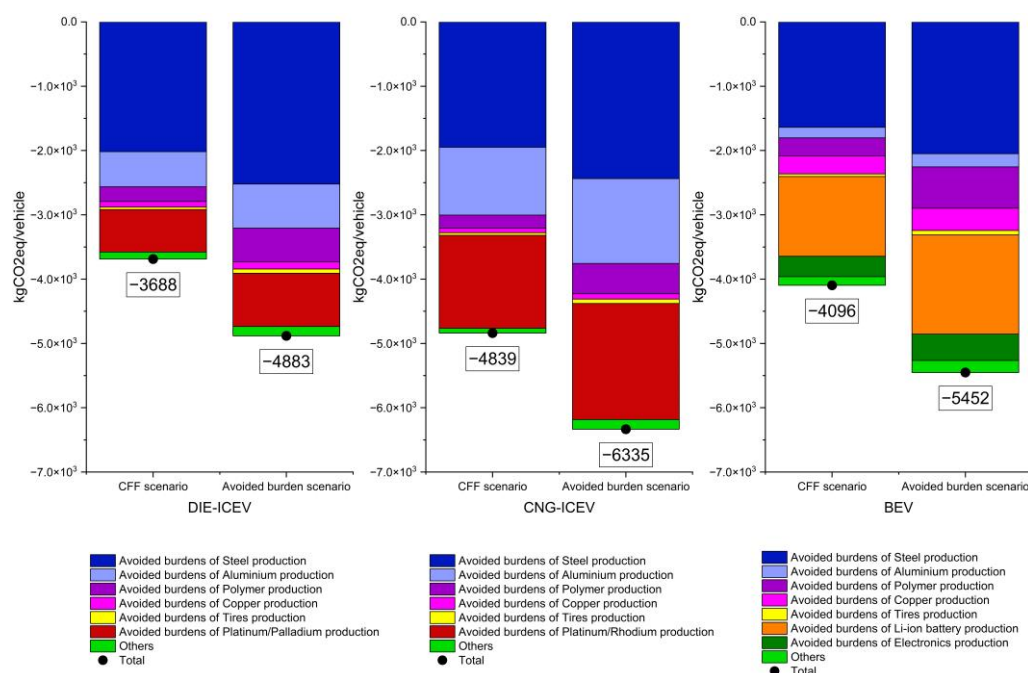 kgCO2eq/vehicle
0.0
−1.0×10³
−2.0×10³
−3.0×10³
−4.0×10³
−5.0×10³
−6.0×10³
−7.0×10³
−3688
−4883
CFF scenario
Avoided burden scenario
DIE-ICEV
kgCO2eq/vehicle
0.0
−1.0×10³
−2.0×10³
−3.0×10³
−4.0×10³
−5.0×10³
−6.0×10³
−7.0×10³
−4839
−6335
CFF scenario
Avoided burden scenario
CNG-ICEV
kgCO2eq/vehicle
0.0
−1.0×10³
−2.0×10³
−3.0×10³
−4.0×10³
−5.0×10³
−6.0×10³
−7.0×10³
−4096
−5452
CFF scenario
Avoided burden scenario
BEV
Avoided burdens of Steel production
Avoided burdens of Aluminium production
Avoided burdens of Polymer production
Avoided burdens of Copper production
Avoided burdens of Tires production
Avoided burdens of Platinum/Palladium production
Others
Total
Avoided burdens of Steel production
Avoided burdens of Aluminium production
Avoided burdens of Polymer production
Avoided burdens of Copper production
Avoided burdens of Tires production
Avoided burdens of Platinum/Rhodium production
Others
Total
Avoided burdens of Steel production
Avoided burdens of Aluminium production
Avoided burdens of Polymer production
Avoided burdens of Copper production
Avoided burdens of Tires production
Avoided burdens of Li-ion battery production
Avoided burdens of Electronics production
Others
Total